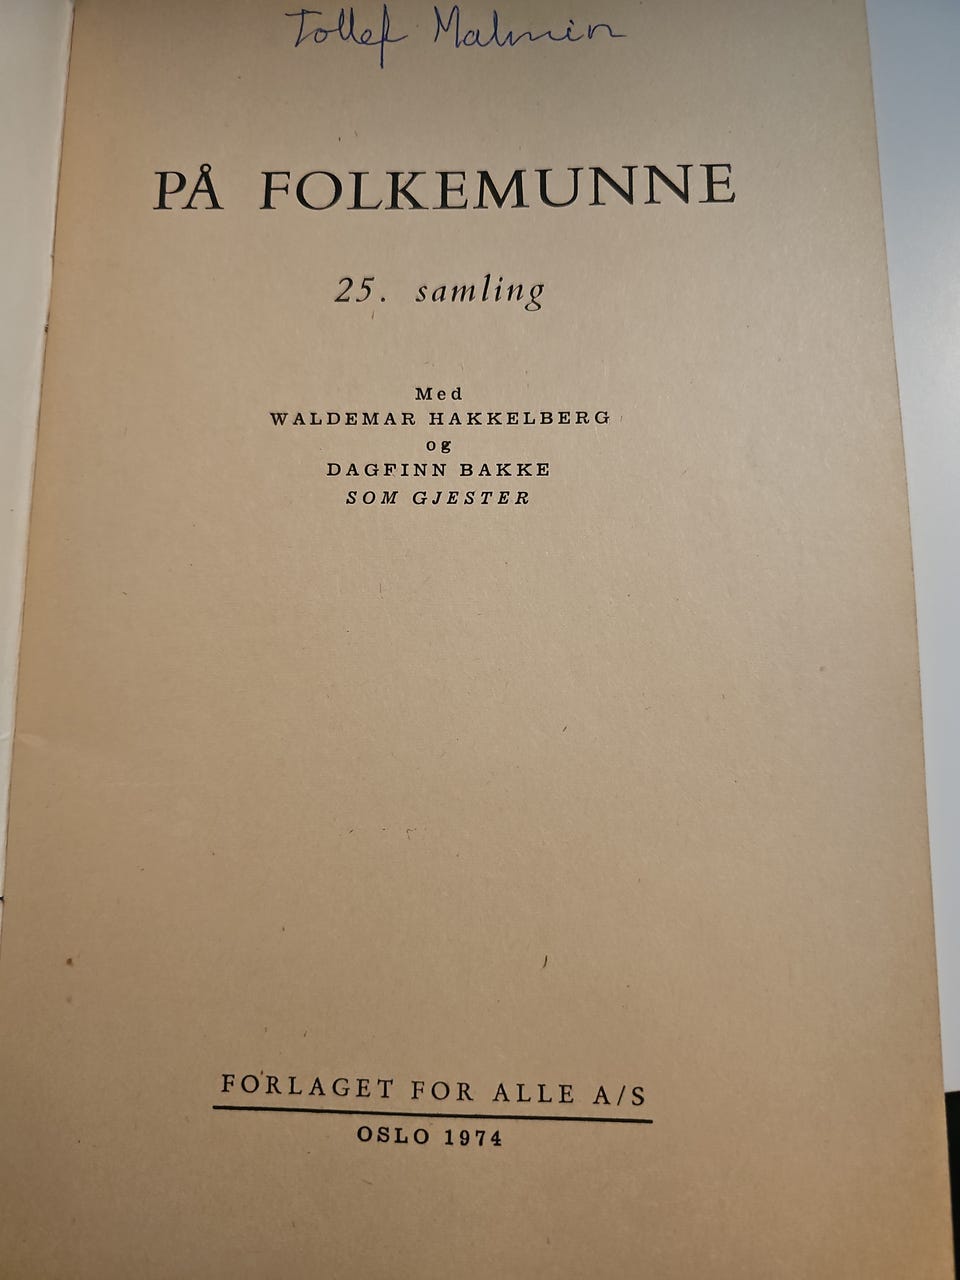 Tollef Malmin
PÅ FOLKEMUNNE
25. samling
Med
WALDEMAR HAKKELBERG
og
DAGFINN BAKKE
SOM GJESTER
FORLAGET FOR ALLE A/S
OSLO 1974